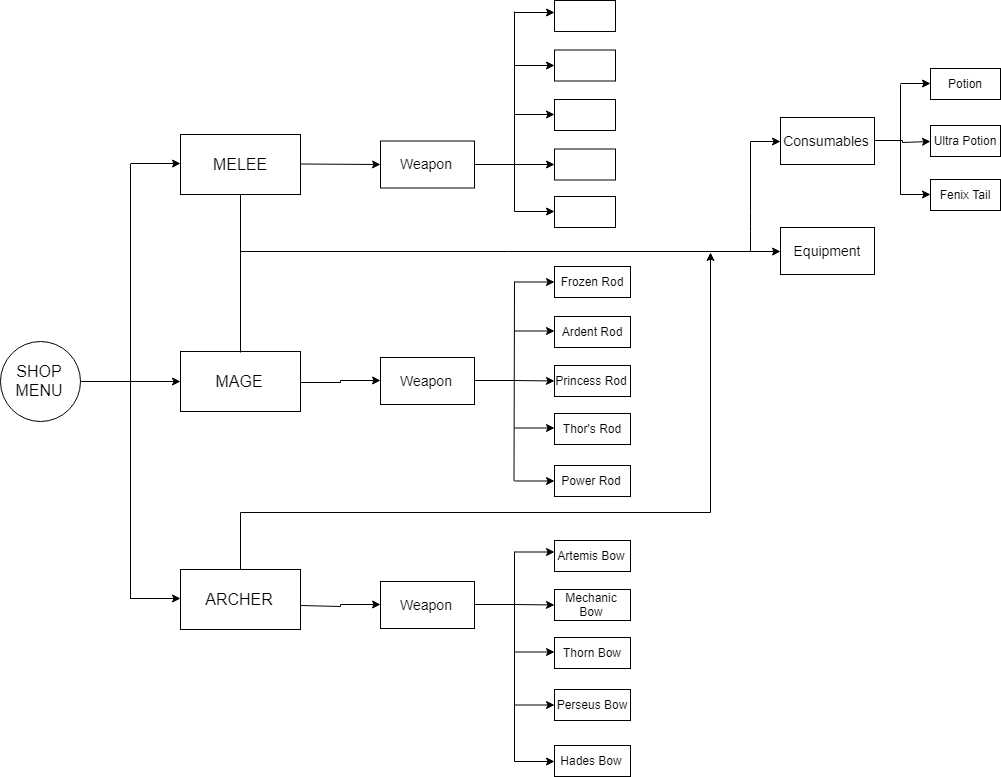 SHOP
MENU
MELEE
Weapon
MAGE
Weapon
Frozen Rod
Ardent Rod
Princess Rod
Thor's Rod
Power Rod
ARCHER
Weapon
Artemis Bow
Mechanic
Bow
Thorn Bow
Perseus Bow
Hades Bow
Consumables
Potion
Ultra Potion
Fenix Tail
Equipment